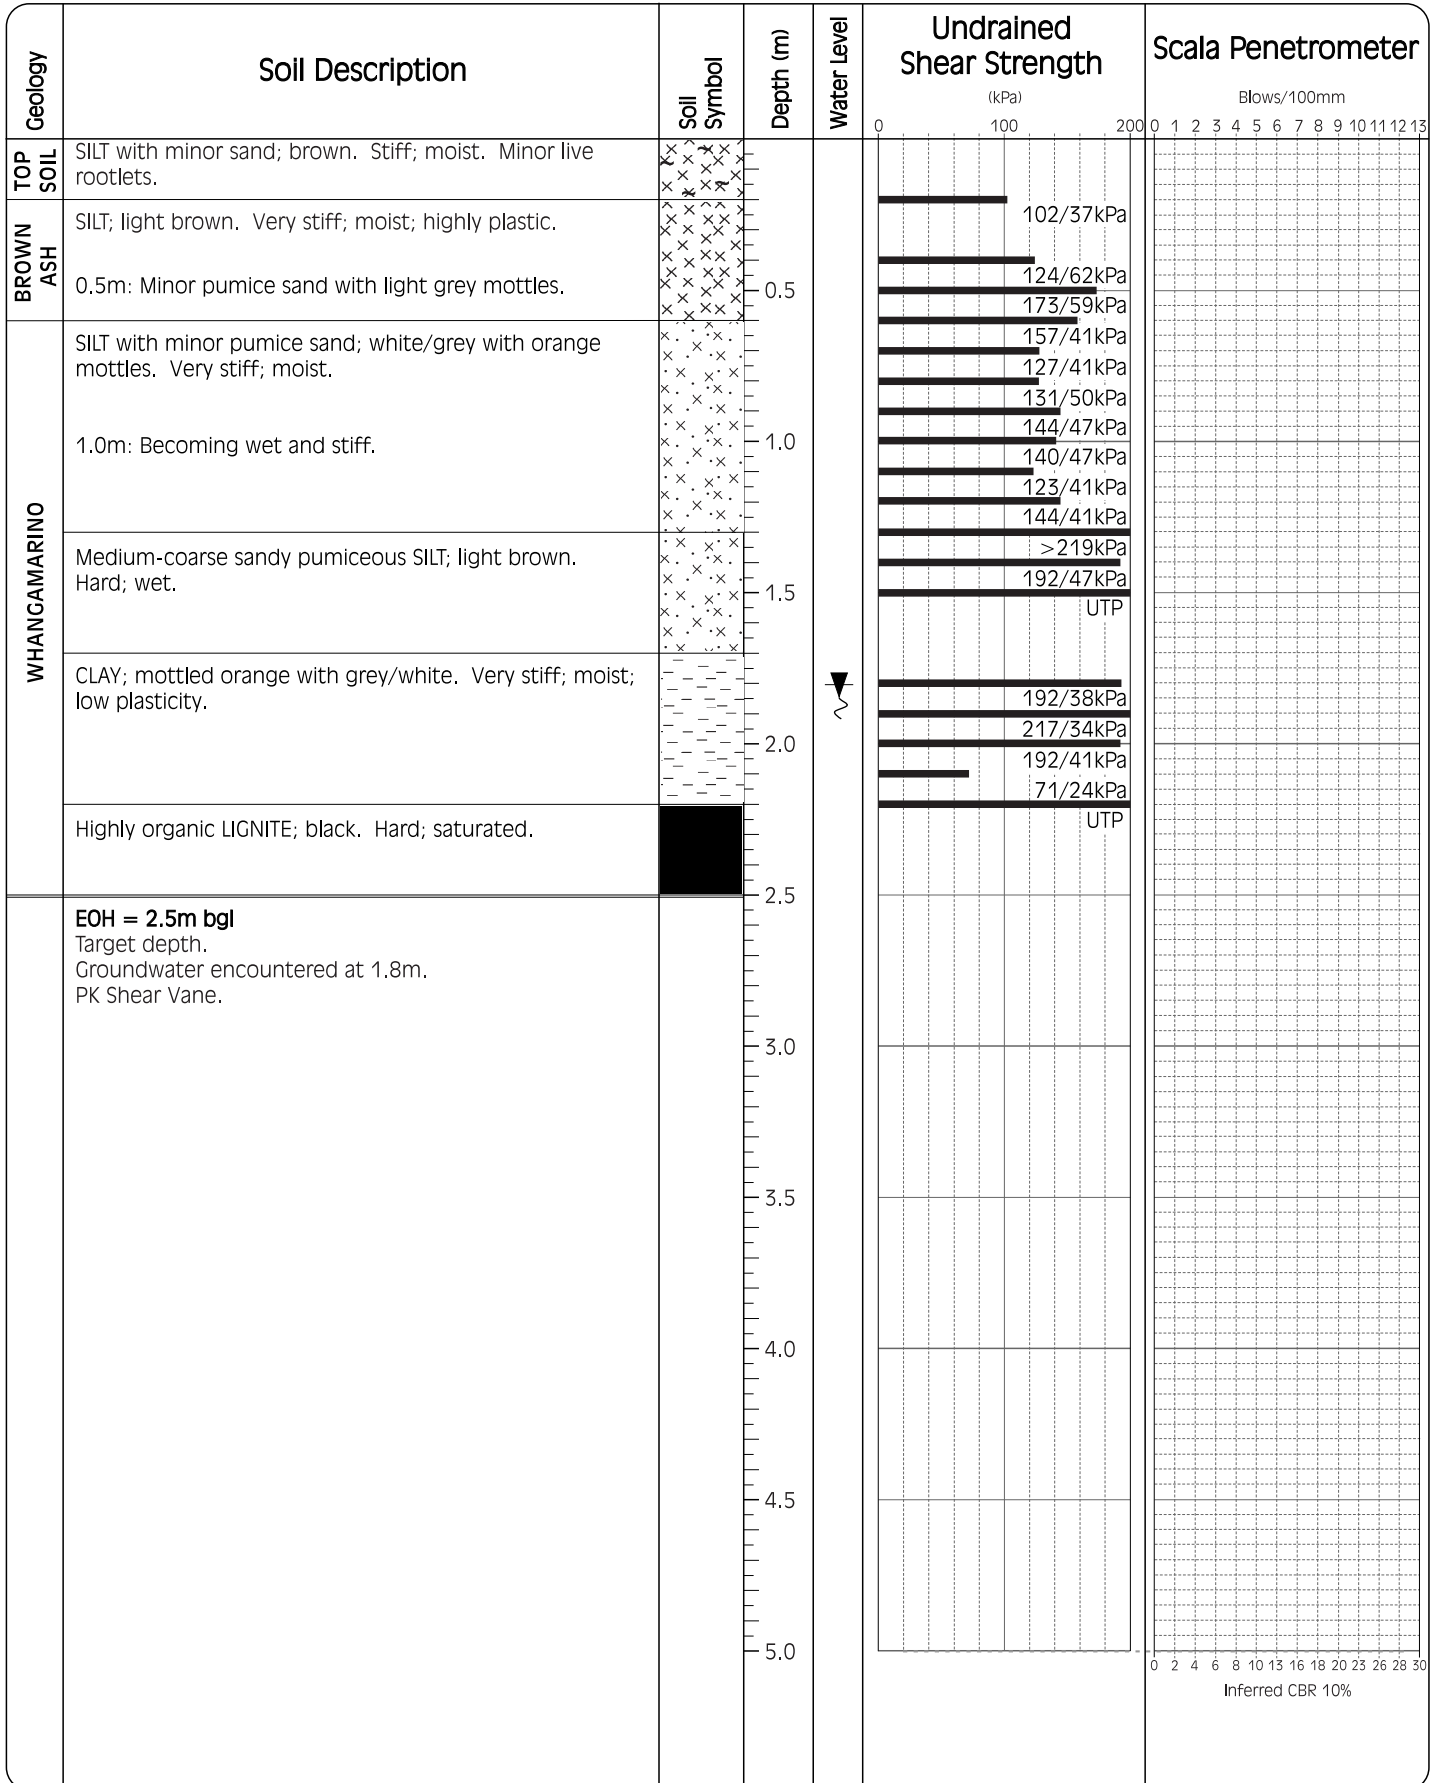 Geology
Soil Description
Soil
Symbol
Depth (m)
Water Level
Undrained
Shear Strength
(kPa)
0 100 200
Scala Penetrometer
Blows/100mm
0 1 2 3 4 5 6 7 8 9 10 11 12 13
TOP
SOIL
SILT with minor sand; brown. Stiff; moist. Minor live
rootlets.
BROWN
ASH
SILT; light brown. Very stiff; moist; highly plastic.
0.5m: Minor pumice sand with light grey mottles.
WHANGAMARINO
SILT with minor pumice sand; white/grey with orange
mottles. Very stiff; moist.
1.0m: Becoming wet and stiff.
Medium-coarse sandy pumiceous SILT; light brown.
Hard; wet.
CLAY; mottled orange with grey/white. Very stiff; moist;
low plasticity.
Highly organic LIGNITE; black. Hard; saturated.
EOH = 2.5m bgl
Target depth.
Groundwater encountered at 1.8m.
PK Shear Vane.
0.5
1.0
1.5
2.0
2.5
3.0
3.5
4.0
4.5
5.0
102/37kPa
124/62kPa
173/59kPa
157/41kPa
127/41kPa
131/50kPa
144/47kPa
140/47kPa
123/41kPa
144/41kPa
>219kPa
192/47kPa
UTP
192/38kPa
217/34kPa
192/41kPa
71/24kPa
UTP
0 2 4 6 8 10 13 16 18 20 23 26 28 30
Inferred CBR 10%